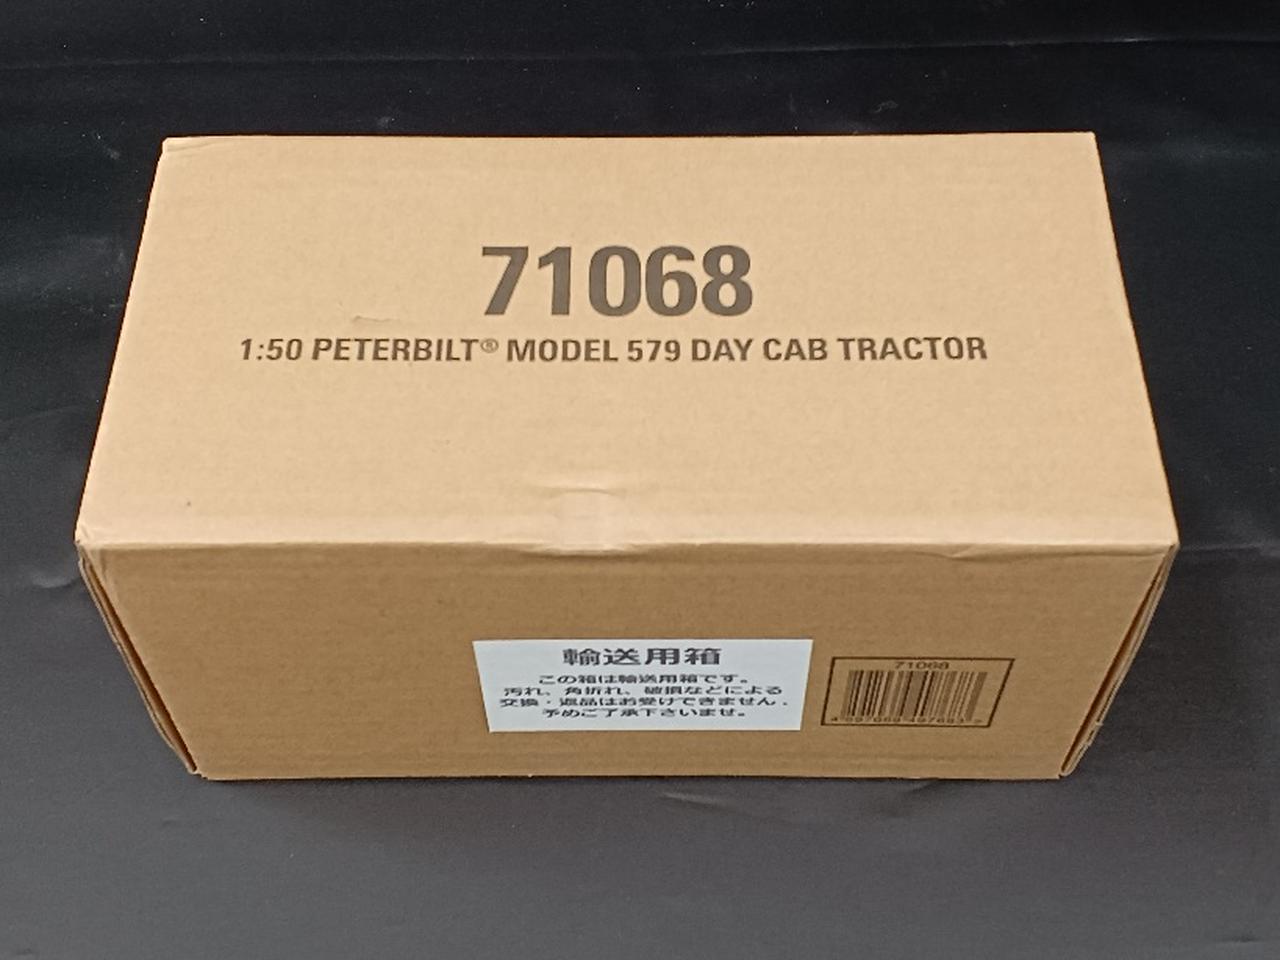 71068
1:50 PETERBILT® MODEL 579 DAY CAB TRACTOR
輸送用箱
この箱は輸送用箱です。
汚れ、角折れ、破損などによる
交換・返品はお受けできません。
予めご了承下さいませ。
71068